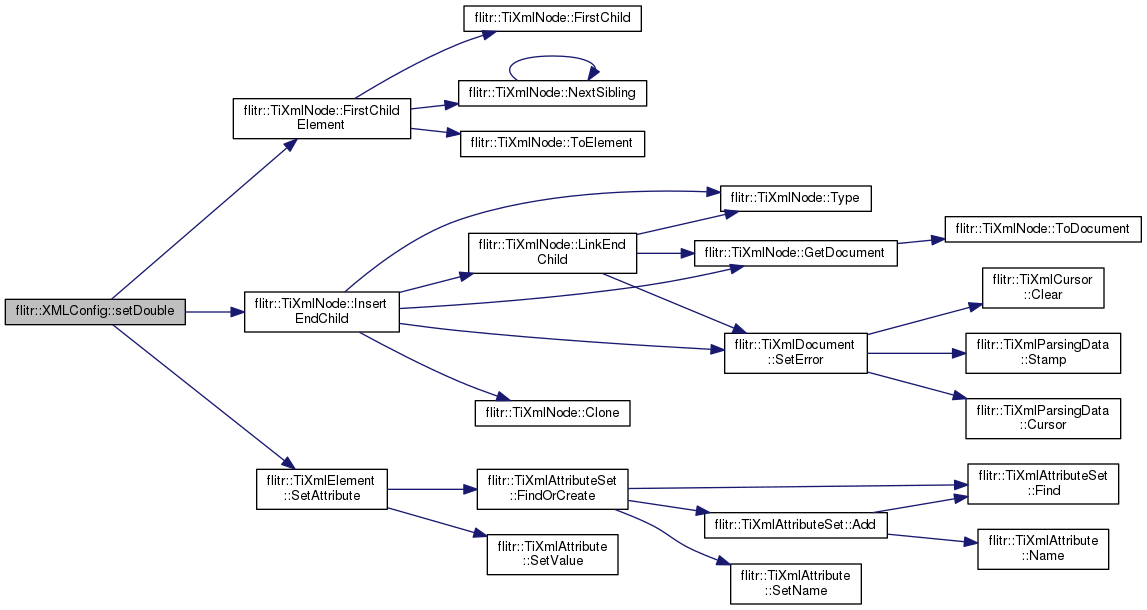 flitr::TiXmlNode::FirstChild
flitr::TiXmlNode::NextSibling
flitr::TiXmlNode::FirstChild
Element
flitr::TiXmlNode::ToElement
flitr::TiXmlNode::Type
flitr::TiXmlNode::ToDocument
flitr::TiXmlNode::LinkEnd
Child
flitr::TiXmlNode::GetDocument
flitr::TiXmlCursor
::Clear
flitr::XMLConfig::setDouble
flitr::TiXmlNode::Insert
EndChild
flitr::TiXmlDocument
::SetError
flitr::TiXmlParsingData
::Stamp
flitr::TiXmlNode::Clone
flitr::TiXmlParsingData
::Cursor
flitr::TiXmlElement
::SetAttribute
flitr::TiXmlAttributeSet
::FindOrCreate
flitr::TiXmlAttributeSet
::Find
flitr::TiXmlAttributeSet::Add
flitr::TiXmlAttribute
::Name
flitr::TiXmlAttribute
::SetValue
flitr::TiXmlAttribute
::SetName